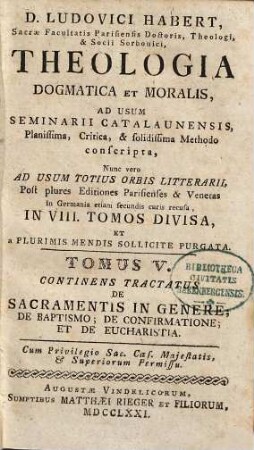 D. LUDOVICI HABERT,
Sacræ Facultatis Parisiensis Doctoris, Theologi,
& Socii Sorbonici,
THEOLOGIA
DOGMATICA ET MORALIS,
AD USUM
SEMINARII CATALAUNENSIS,
Planissima, Critica, & solidissima Methodo
conscripta,
Nunc vero
AD USUM TOTIUS ORBIS LITTERARII,
Post plures Editiones Parisienses & Venetas
in Germania etiam secundis curis recusa,
IN VIII. TOMOS DIVISA,
ET
a PLURIMIS MENDIS SOLLICITE PURGATA.
TOMUS V.
CONTINENS TRACTATUS
DE
SACRAMENTIS IN GENERE;
DE BAPTISMO; DE CONFIRMATIONE;
ET DE EUCHARISTIA.
BIBLIOTHECA
CIVITATIS
BERGENSIS.
Cum Privilegio Sac. Cæs. Majestatis,
& Superiorum Permissu.
AUGUSTÆ VINDELICORUM,
SUMPTIBUS MATTHÆI RIEGER ET FILIORUM,
MDCCLXXI.